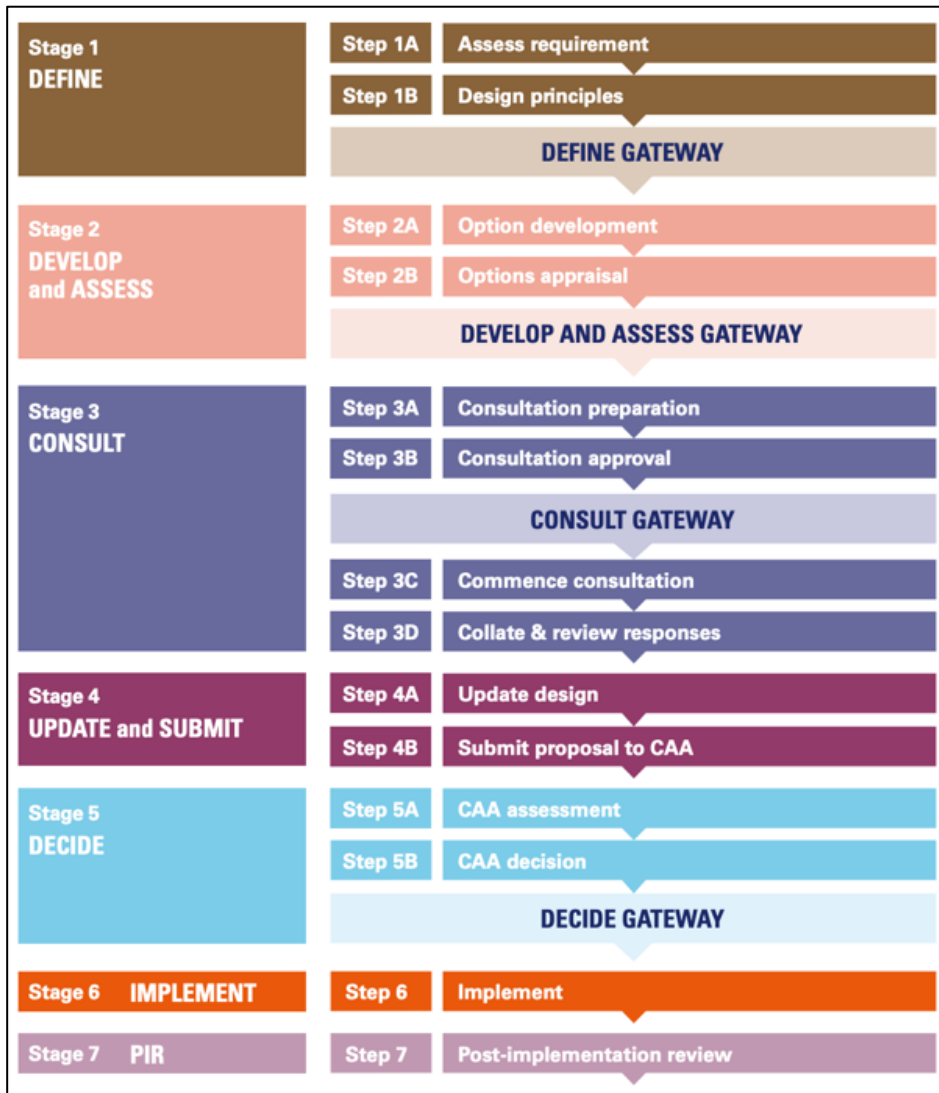 Stage 1
DEFINE
Step 1A Assess requirement
Step 1B Design principles
DEFINE GATEWAY
Stage 2
DEVELOP
and ASSESS
Step 2A Option development
Step 2B Options appraisal
DEVELOP AND ASSESS GATEWAY
Stage 3
CONSULT
Step 3A Consultation preparation
Step 3B Consultation approval
CONSULT GATEWAY
Step 3C Commence consultation
Step 3D Collate & review responses
Stage 4
UPDATE and SUBMIT
Step 4A Update design
Step 4B Submit proposal to CAA
Stage 5
DECIDE
Step 5A CAA assessment
Step 5B CAA decision
DECIDE GATEWAY
Stage 6 IMPLEMENT
Step 6 Implement
Stage 7 PIR
Step 7 Post-implementation review